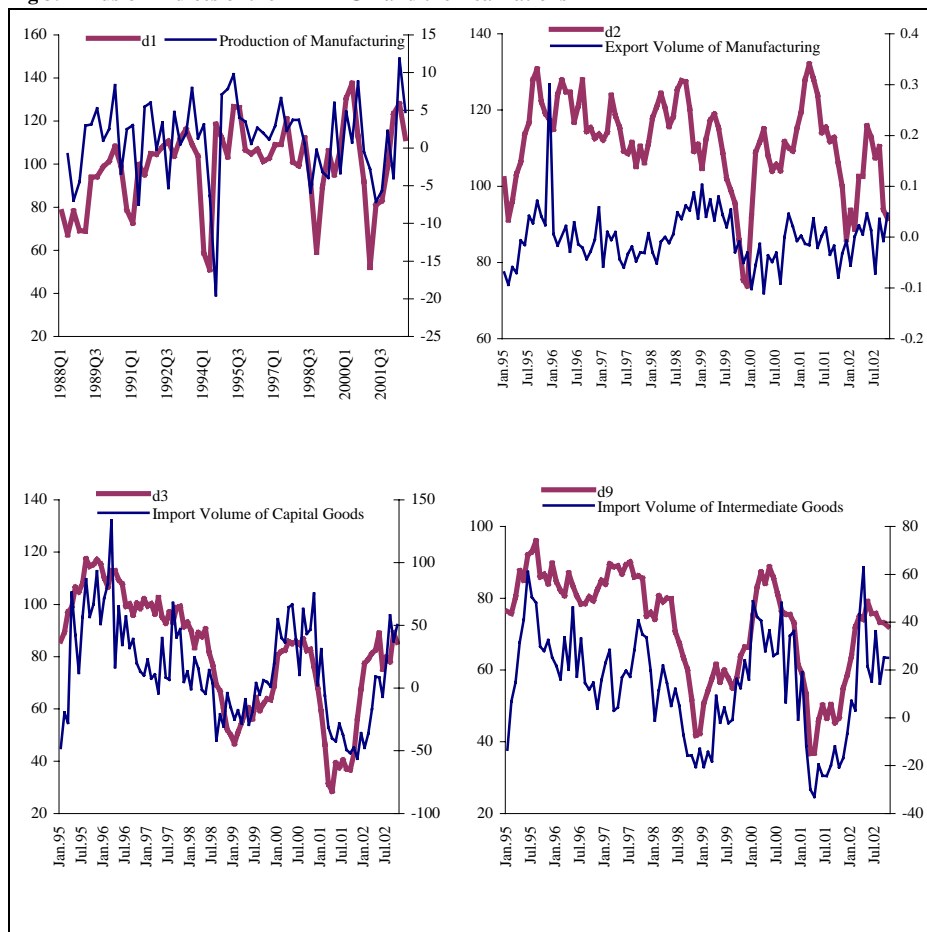 d1 Production of Manufacturing
160
140
120
100
80
60
40
20
15
10
5
0
-5
-10
-15
-20
-25
1988Q1
1989Q3
1991Q1
1992Q3
1994Q1
1995Q3
1997Q1
1998Q3
2000Q1
2001Q3
d2
Export Volume of Manufacturing
140
120
100
80
60
0.4
0.3
0.2
0.1
0.0
-0.1
-0.2
Jan.95
Jul.95
Jan.96
Jul.96
Jan.97
Jul.97
Jan.98
Jul.98
Jan.99
Jul.99
Jan.00
Jul.00
Jan.01
Jul.01
Jan.02
Jul.02
d3
Import Volume of Capital Goods
140
120
100
80
60
40
20
150
100
50
0
-50
-100
Jan.95
Jul.95
Jan.96
Jul.96
Jan.97
Jul.97
Jan.98
Jul.98
Jan.99
Jul.99
Jan.00
Jul.00
Jan.01
Jul.01
Jan.02
Jul.02
d9
Import Volume of Intermediate Goods
100
80
60
40
20
80
60
40
20
0
-20
-40
Jan.95
Jul.95
Jan.96
Jul.96
Jan.97
Jul.97
Jan.98
Jul.98
Jan.99
Jul.99
Jan.00
Jul.00
Jan.01
Jul.01
Jan.02
Jul.02